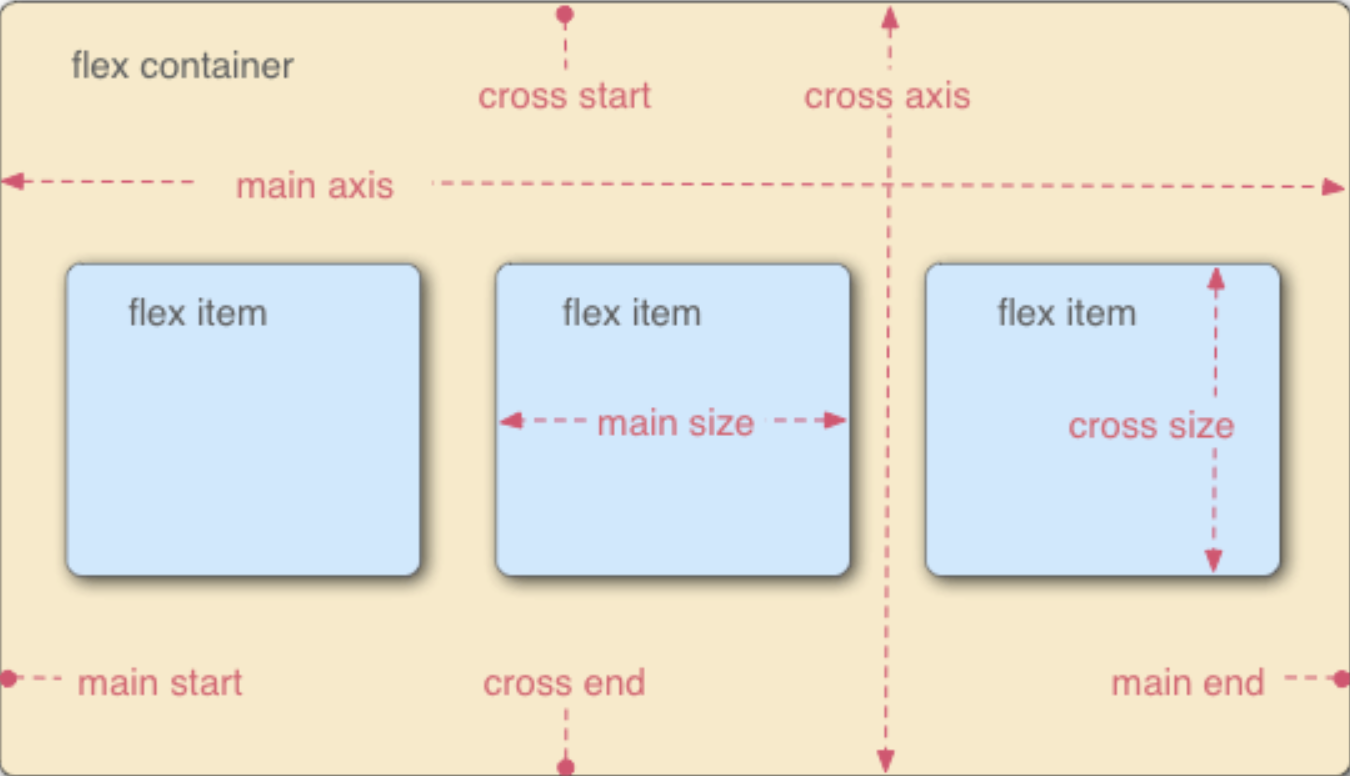 flex container
cross start
cross axis
main axis
flex item
flex item
flex item
main size
cross size
main start
cross end
main end